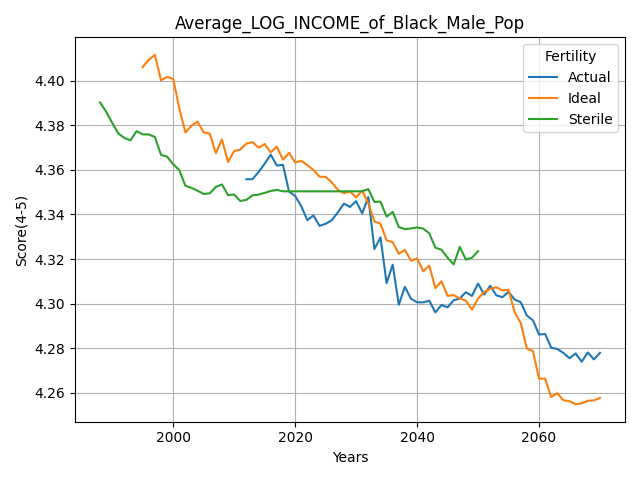 Average_LOG_INCOME_of_Black_Male_Pop
Fertility
Actual
Ideal
Sterile
Score(4-5)
4.40
4.38
4.36
4.34
4.32
4.30
4.28
4.26
2000
2020
2040
2060
Years